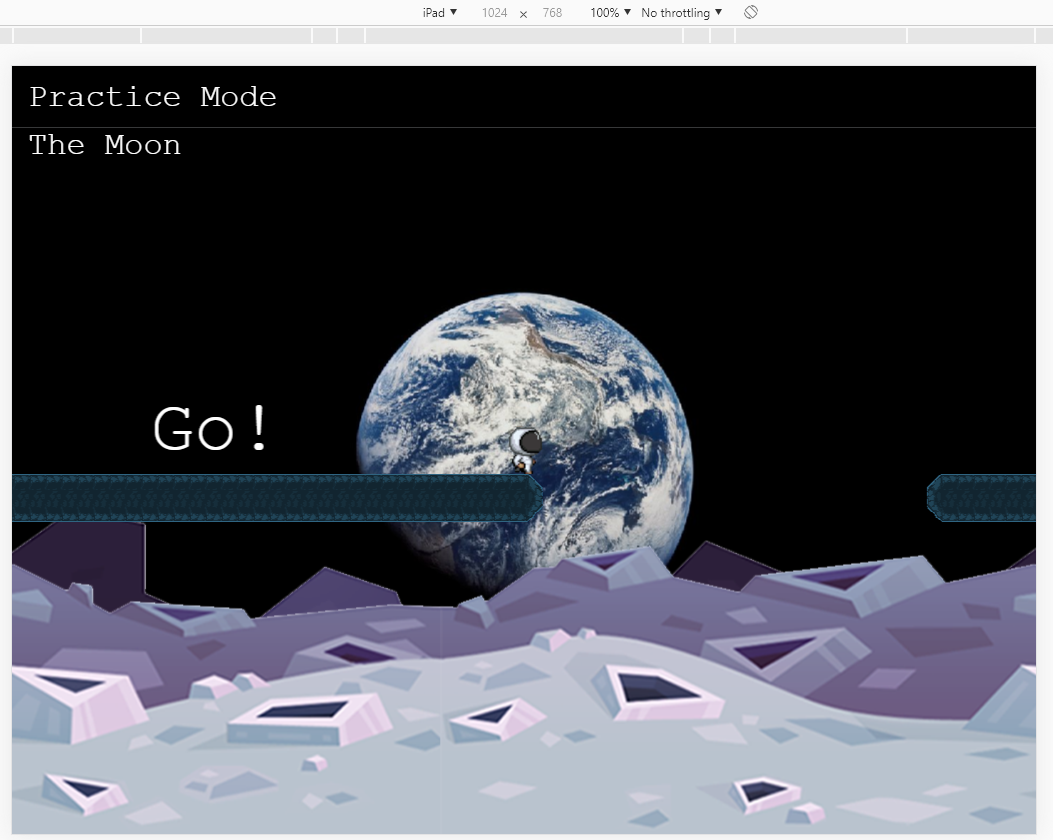 iPad ▼ 1024 × 768 100% ▼ No throttling ▼
Practice Mode
The Moon
Go!